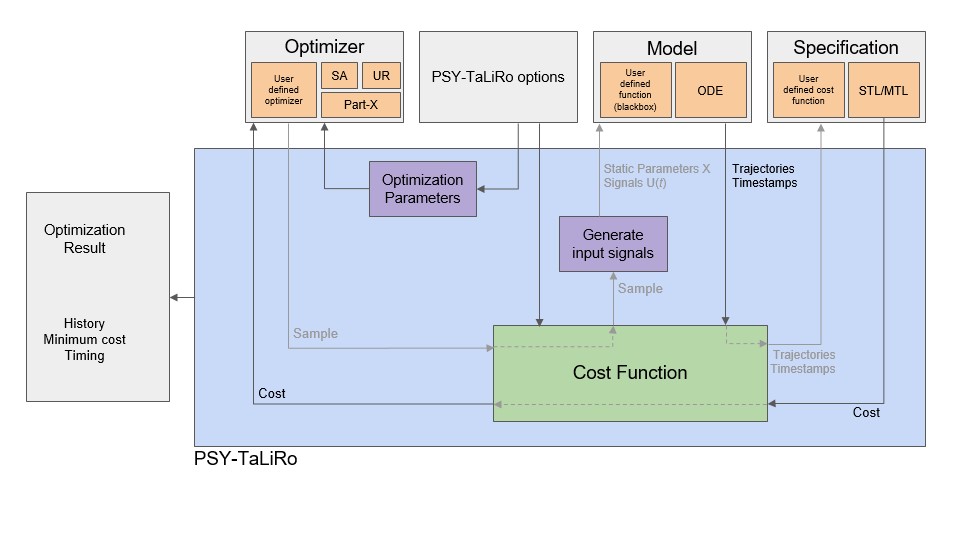 Optimizer
User
defined
optimizer
SA
UR
Part-X
PSY-TaLiRo options
Model
User
defined
function
(blackbox)
ODE
Specification
User
defined cost
function
STL/MTL
Optimization
Parameters
Static Parameters X
Signals U(t)
Trajectories
Timestamps
Generate
input signals
Sample
Optimization
Result
History
Minimum cost
Timing
Sample
Cost Function
Trajectories
Timestamps
Cost
Cost
PSY-TaLiRo